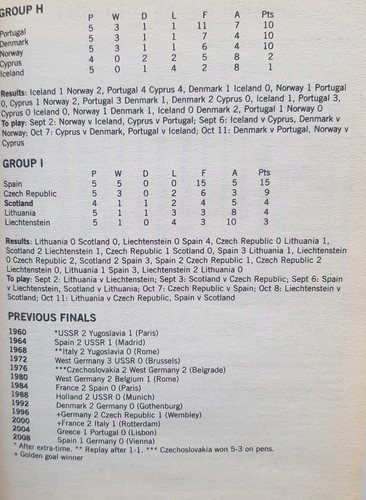 GROUP H
P W D L F A Pts
Portugal 5 3 1 1 11 7 10
Denmark 5 3 1 1 7 4 10
Norway 5 3 1 1 6 4 10
Cyprus 4 0 2 2 5 8 2
Iceland 5 0 1 4 2 8 1
Results: Iceland 1 Norway 2, Portugal 4 Cyprus 4, Denmark 1 Iceland 0, Norway 1 Portugal
0, Cyprus 1 Norway 2, Portugal 3 Denmark 1, Denmark 2 Cyprus 0, Iceland 1, Portugal 3,
Cyprus 0 Iceland 0, Norway 1 Denmark 1, Iceland 0 Denmark 2, Portugal 1 Norway 0
To play: Sept 2: Norway v Iceland, Cyprus v Portugal; Sept 6: Iceland v Cyprus, Denmark v
Norway; Oct 7: Cyprus v Denmark, Portugal v Iceland; Oct 11: Denmark v Portugal, Norway v
Cyprus
GROUP I
P W D L F A Pts
Spain 5 5 0 0 15 5 15
Czech Republic 5 3 0 2 6 3 9
Scotland 4 1 1 2 4 5 4
Lithuania 5 1 1 3 3 8 4
Liechtenstein 5 1 0 4 3 10 3
Results: Lithuania 0 Scotland 0, Liechtenstein 0 Spain 4, Czech Republic 0 Lithuania 1,
Scotland 2 Liechtenstein 1, Czech Republic 1 Scotland 0, Spain 3 Lithuania 1, Liechtenstein
0 Czech Republic 2, Scotland 2 Spain 3, Spain 2 Czech Republic 1, Czech Republic 2
Liechtenstein 0, Lithuania 1 Spain 3, Liechtenstein 2 Lithuania 0
To play: Sept 2: Lithuania v Liechtenstein; Sept 3: Scotland v Czech Republic; Sept 6: Spain
v Liechtenstein, Scotland v Lithuania; Oct 7: Czech Republic v Spain; Oct 8: Liechtenstein v
Scotland; Oct 11: Lithuania v Czech Republic, Spain v Scotland
PREVIOUS FINALS
1960 *USSR 2 Yugoslavia 1 (Paris)
1964 Spain 2 USSR 1 (Madrid)
1968 **Italy 2 Yugoslavia 0 (Rome)
1972 West Germany 3 USSR 0 (Brussels)
1976 ***Czechoslovakia 2 West Germany 2 (Belgrade)
1980 West Germany 2 Belgium 1 (Rome)
1984 France 2 Spain 0 (Paris)
1988 Holland 2 USSR 0 (Munich)
1992 Denmark 2 Germany 0 (Gothenburg)
1996 +Germany 2 Czech Republic 1 (Wembley)
2000 +France 2 Italy 1 (Rotterdam)
2004 Greece 1 Portugal 0 (Lisbon)
2008 Spain 1 Germany 0 (Vienna)
* After extra-time. ** Replay after 1-1. *** Czechoslovakia won 5-3 on pens.
+ Golden goal winner